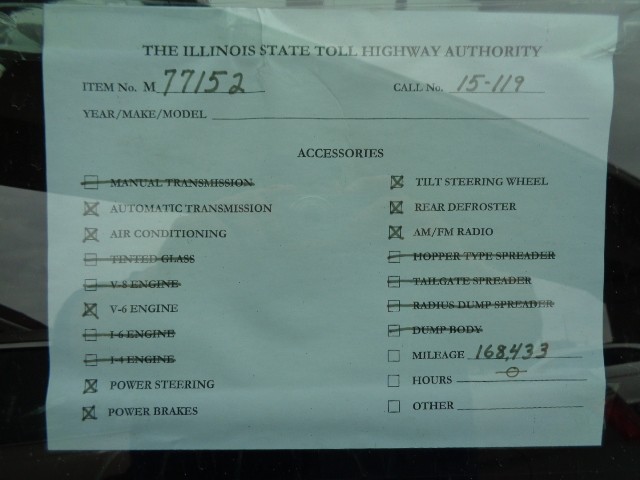 THE ILLINOIS STATE TOLL HIGHWAY AUTHORITY
ITEM No. M 77152 CALL No. 15-119
YEAR/MAKE/MODEL
ACCESSORIES
MANUAL TRANSMISSION
AUTOMATIC TRANSMISSION
AIR CONDITIONING
TINTED GLASS
V-8 ENGINE
V-6 ENGINE
I-6 ENGINE
I-4 ENGINE
POWER STEERING
POWER BRAKES
TILT STEERING WHEEL
REAR DEFROSTER
AM/FM RADIO
HOPPER TYPE SPREADER
TAILGATE SPREADER
RADIUS DUMP SPREADER
DUMP BODY
MILEAGE 168,433
HOURS -0-
OTHER